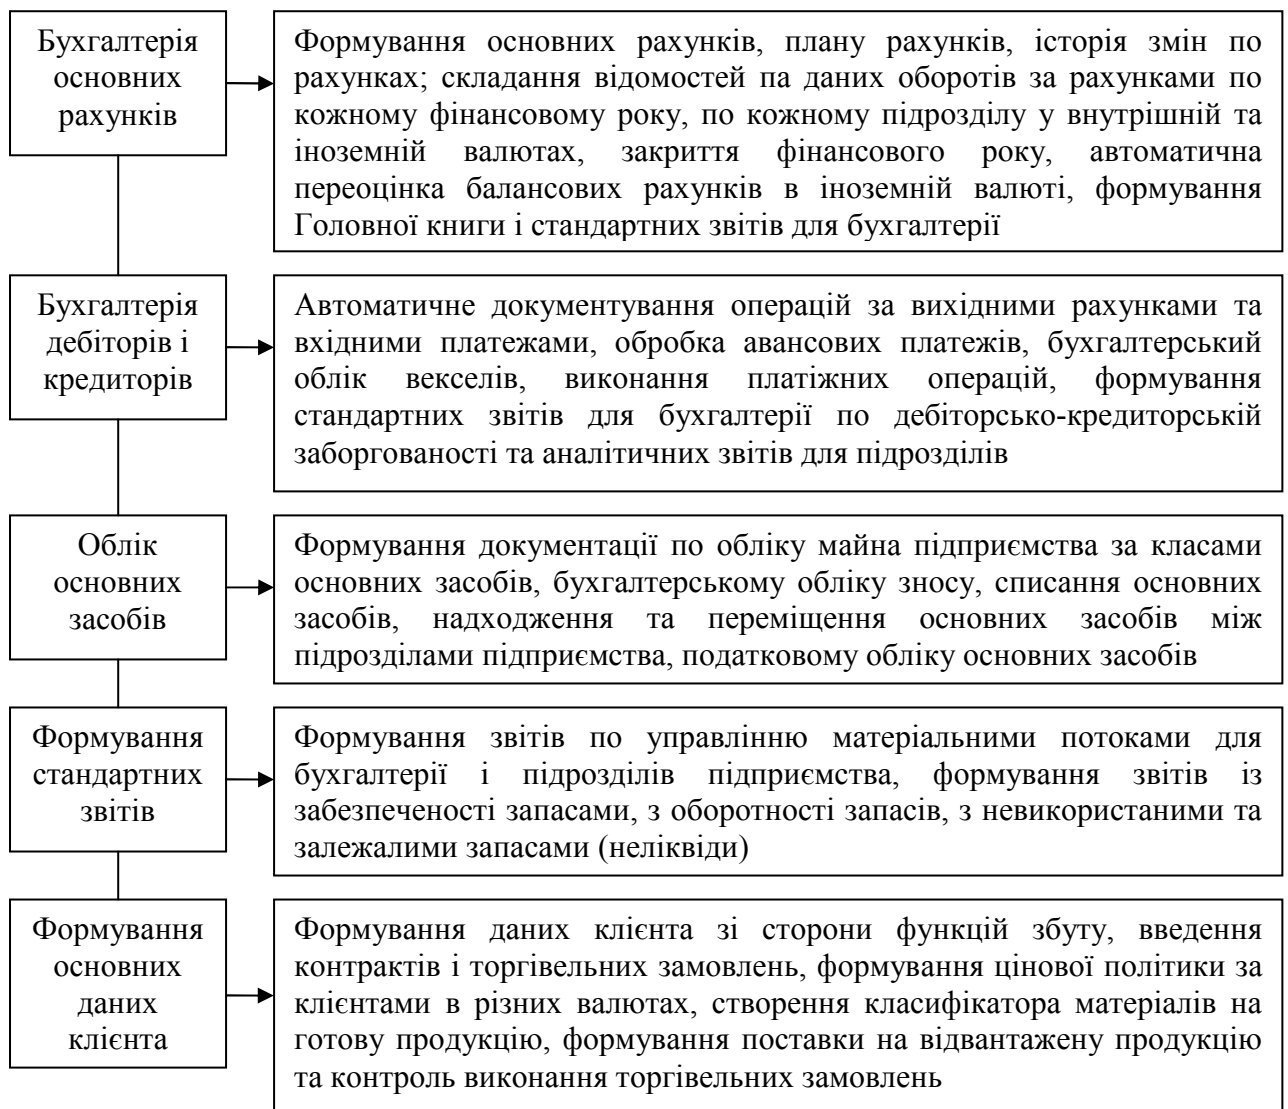 Бухгалтерія
основних
рахунків
Формування основних рахунків, плану рахунків, історія змін по
рахунках; складання відомостей па даних оборотів за рахунками по
кожному фінансовому року, по кожному підрозділу у внутрішній та
іноземній валютах, закриття фінансового року, автоматична
переоцінка балансових рахунків в іноземній валюті, формування
Головної книги і стандартних звітів для бухгалтерії
Бухгалтерія
дебіторів і
кредиторів
Автоматичне документування операцій за вихідними рахунками та
вхідними платежами, обробка авансових платежів, бухгалтерський
облік векселів, виконання платіжних операцій, формування
стандартних звітів для бухгалтерії по дебіторсько-кредиторській
заборгованості та аналітичних звітів для підрозділів
Облік
основних
засобів
Формування документації по обліку майна підприємства за класами
основних засобів, бухгалтерському обліку зносу, списання основних
засобів, надходження та переміщення основних засобів між
підрозділами підприємства, податковому обліку основних засобів
Формування
стандартних
звітів
Формування звітів по управлінню матеріальними потоками для
бухгалтерії і підрозділів підприємства, формування звітів із
забезпеченості запасами, з оборотності запасів, з невикористаними та
залежалими запасами (неліквіди)
Формування
основних
даних
клієнта
Формування даних клієнта зі сторони функцій збуту, введення
контрактів і торгівельних замовлень, формування цінової політики за
клієнтами в різних валютах, створення класифікатора матеріалів на
готову продукцію, формування поставки на відвантажену продукцію
та контроль виконання торгівельних замовлень